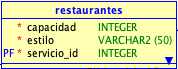 restaurantes
* capacidad INTEGER
* estilo VARCHAR2 (50)
PF * servicio_id INTEGER